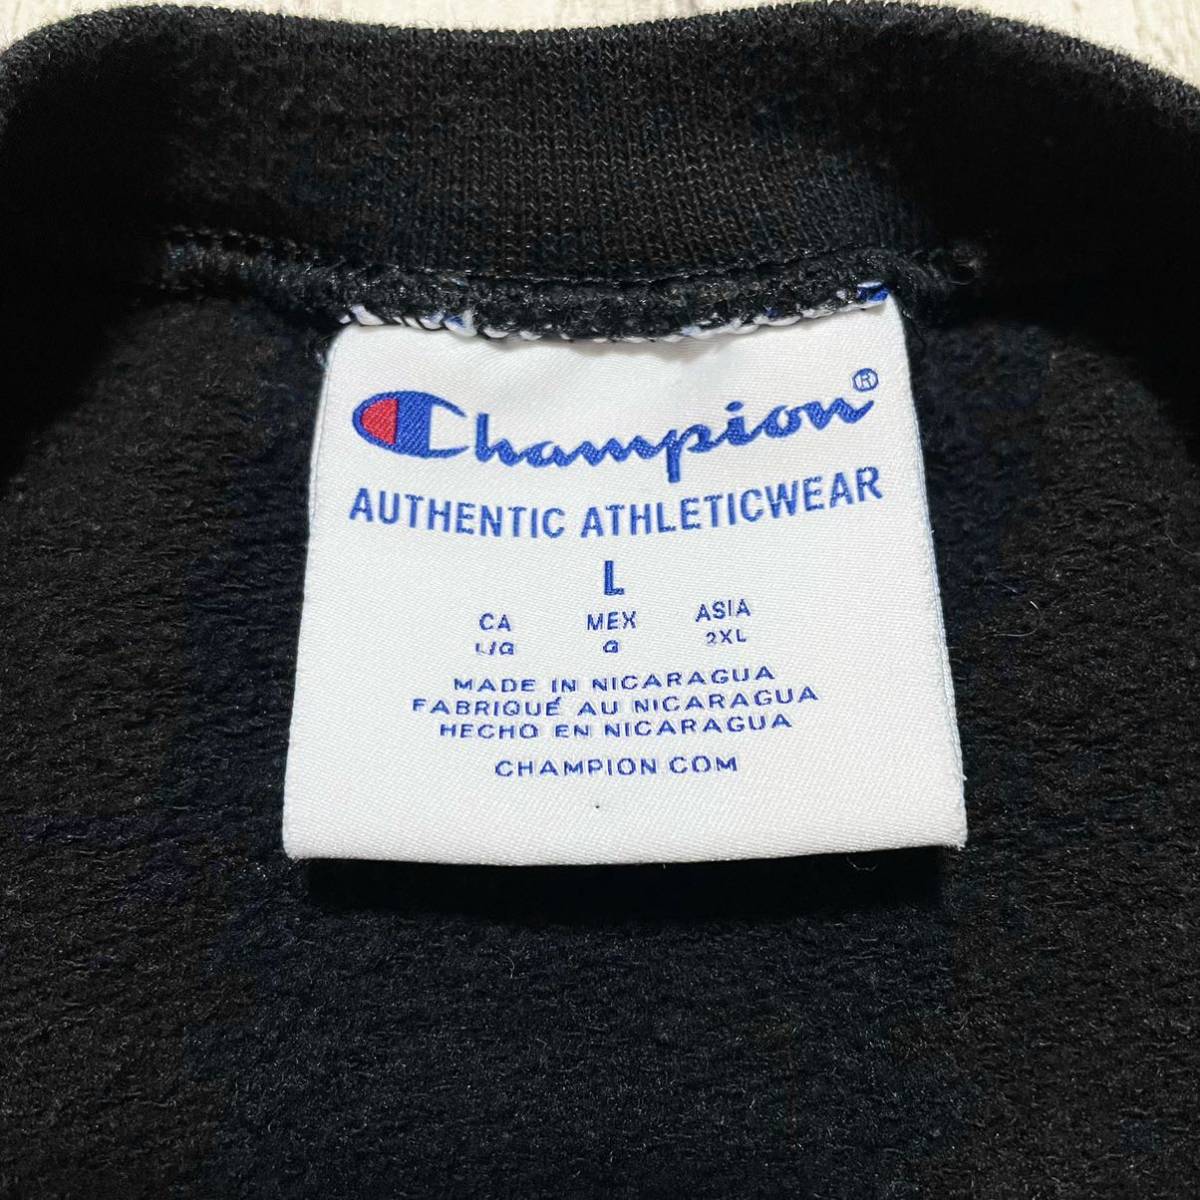 Champion®
AUTHENTIC ATHLETICWEAR
L
CA MEX ASIA
L/G G 2XL
MADE IN NICARAGUA
FABRIQUÉ AU NICARAGUA
HECHO EN NICARAGUA
CHAMPION.COM